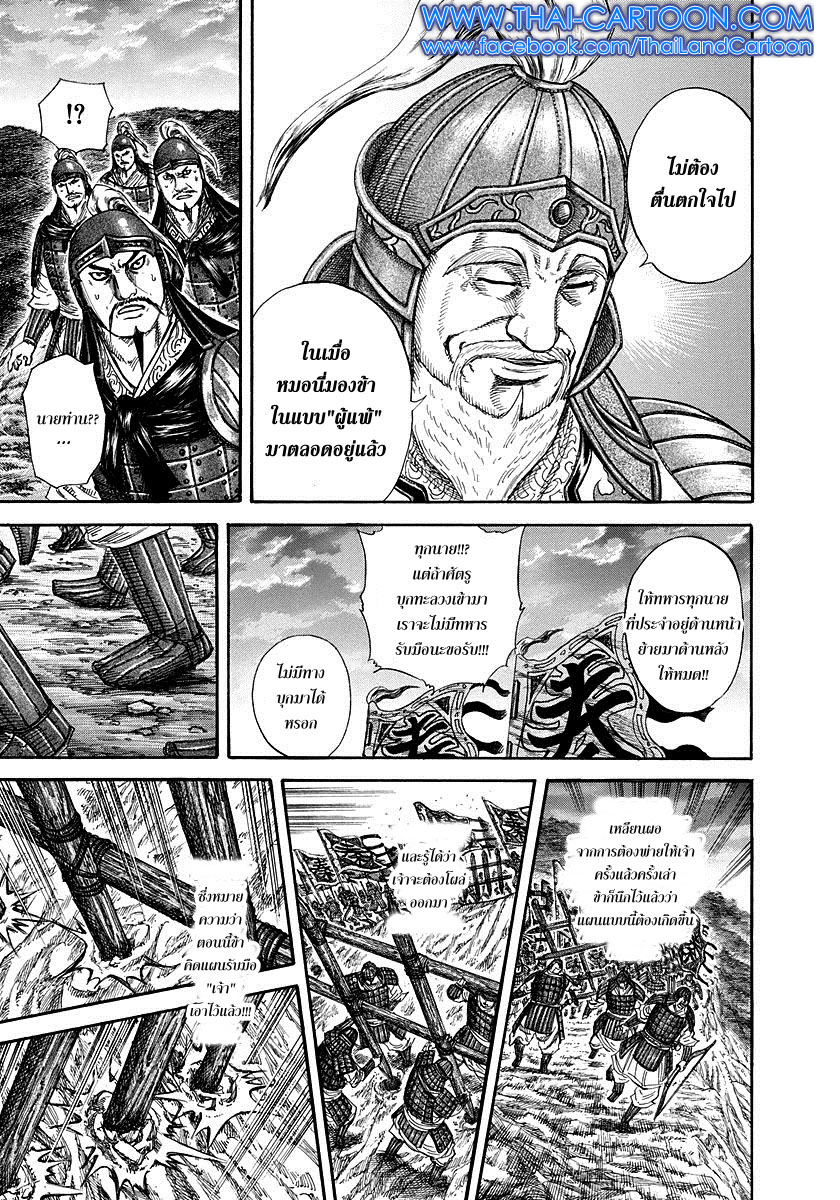 WWW.THAI-CARTOON.COM
www.facebook.com/ThaiLandCartoon
ไม่ต้อง
ตื่นตกใจไป
ในเมื่อ
หมอนี่มองข้า
ในแบบ"ผู้แพ้"
มาตลอดอยู่แล้ว
!?
นายท่าน??
...
ให้ทหารทุกนาย
ที่ประจำอยู่ด้านหน้า
ย้ายมาด้านหลัง
ให้หมด!!
ทุกนาย!!?
แต่ถ้าศัตรู
บุกทะลวงเข้ามา
เราจะไม่มีทหาร
รับมือนะขอรับ!!!
ไม่มีทาง
บุกมาได้
หรอก
เหลียนผอ
จากการต้องพ่ายให้เจ้า
ครั้งแล้วครั้งเล่า
ข้าก็นึกไว้แล้วว่า
แผนแบบนี้ต้องเกิดขึ้น
และรู้ได้ว่า
เจ้าจะต้องโผล่
ออกมา
ซึ่งหมาย
ความว่า
ตอนนี้ข้า
คิดแผนรับมือ
"เจ้า"
เอาไว้แล้ว!!!